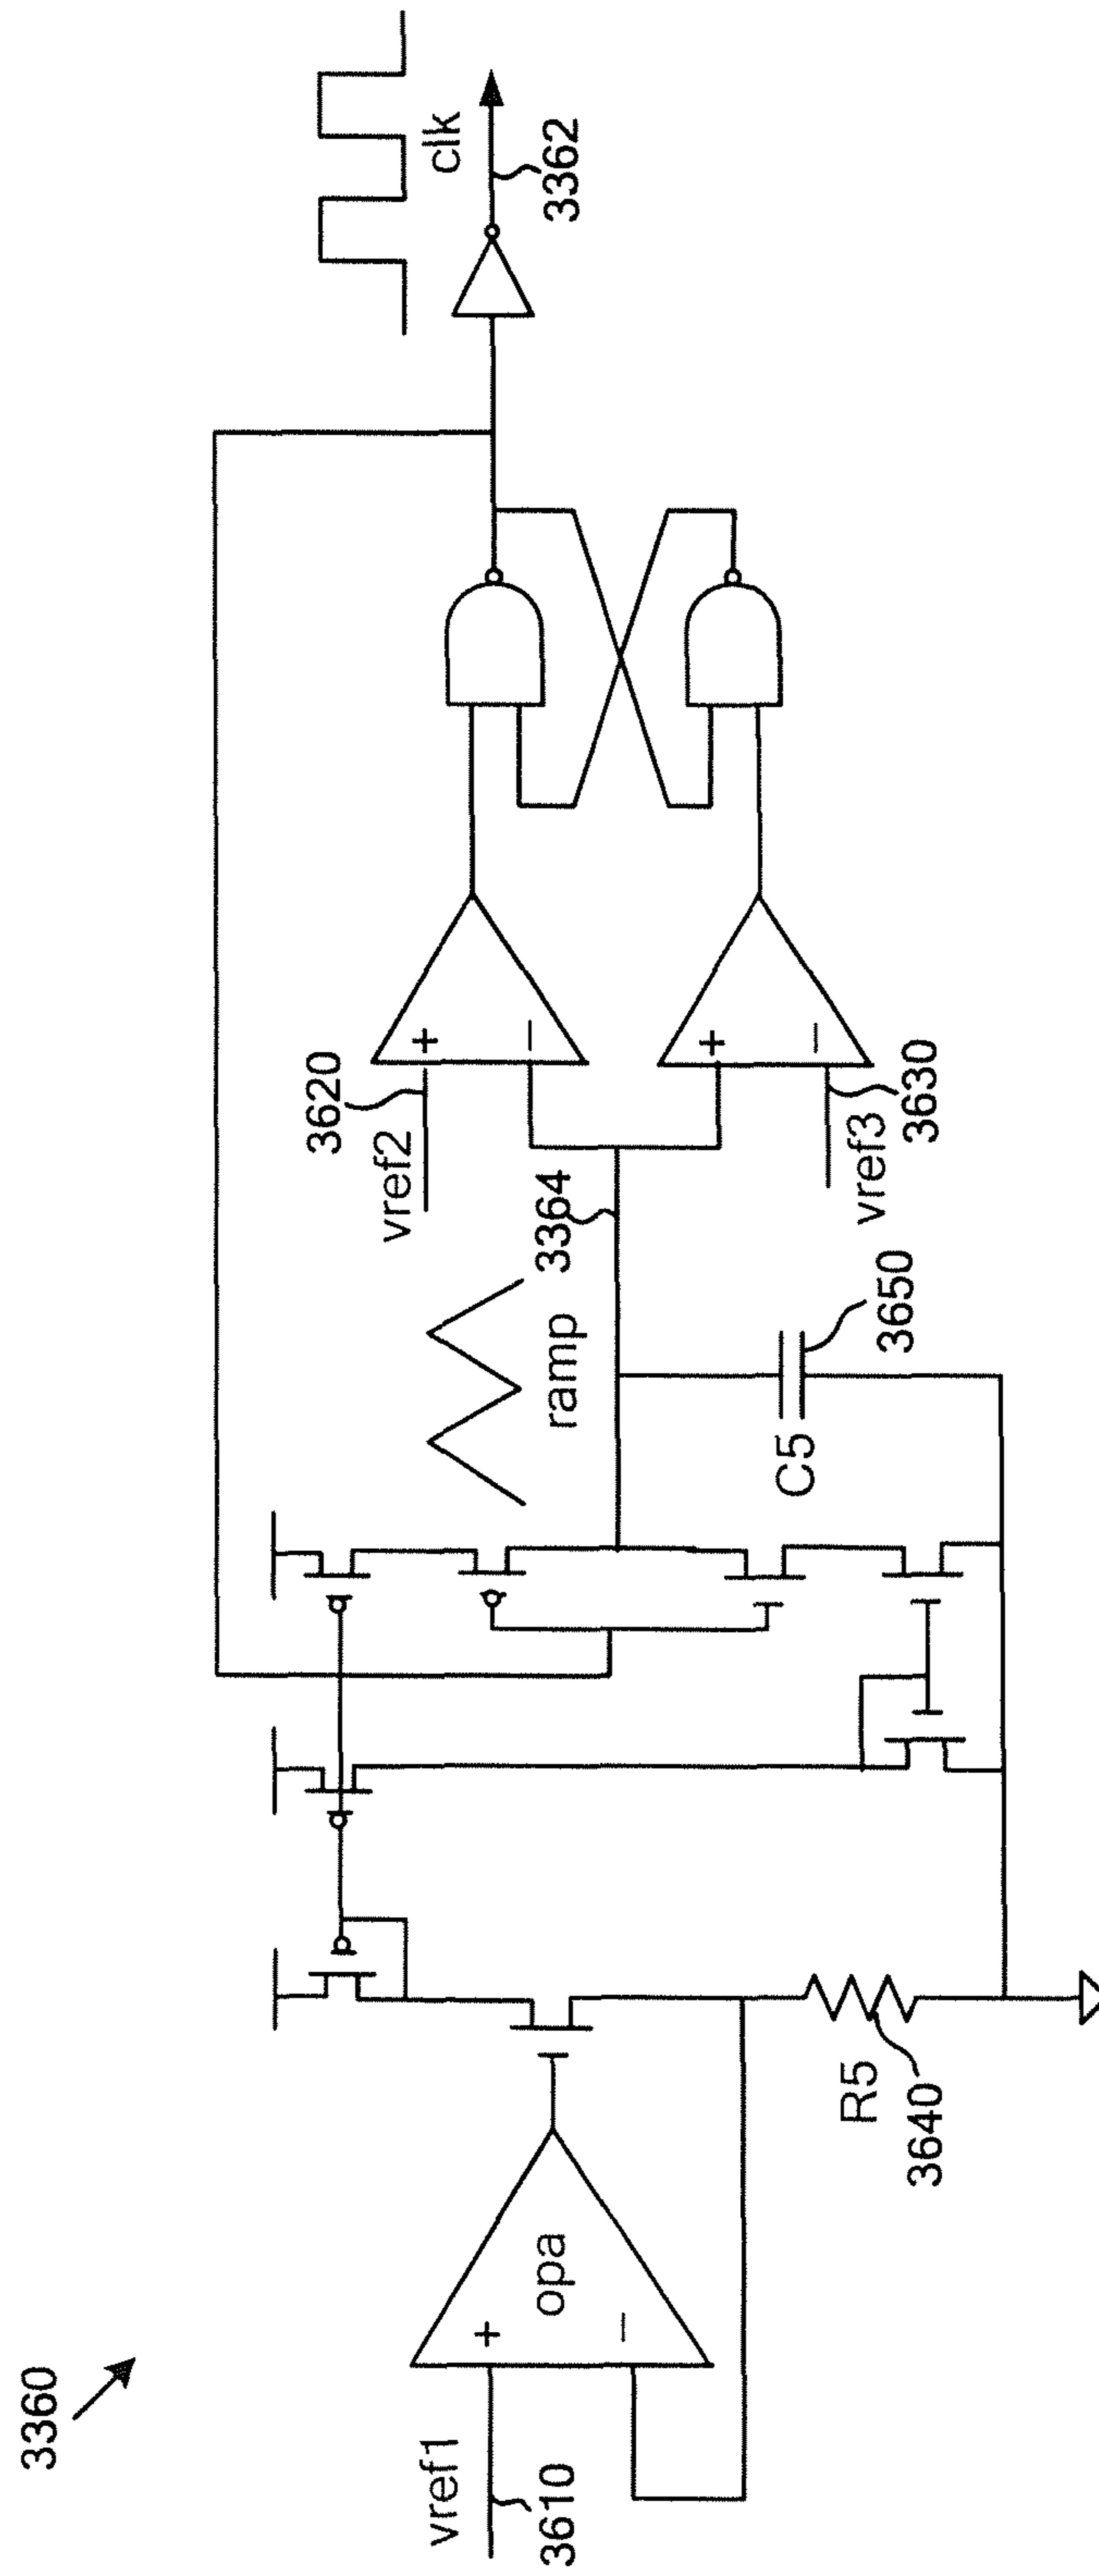 3360
vref1
3610
+
−
opa
R5
3640
ramp
3364
C5
3650
vref2
3620
+
−
+
−
vref3
3630
clk
3362